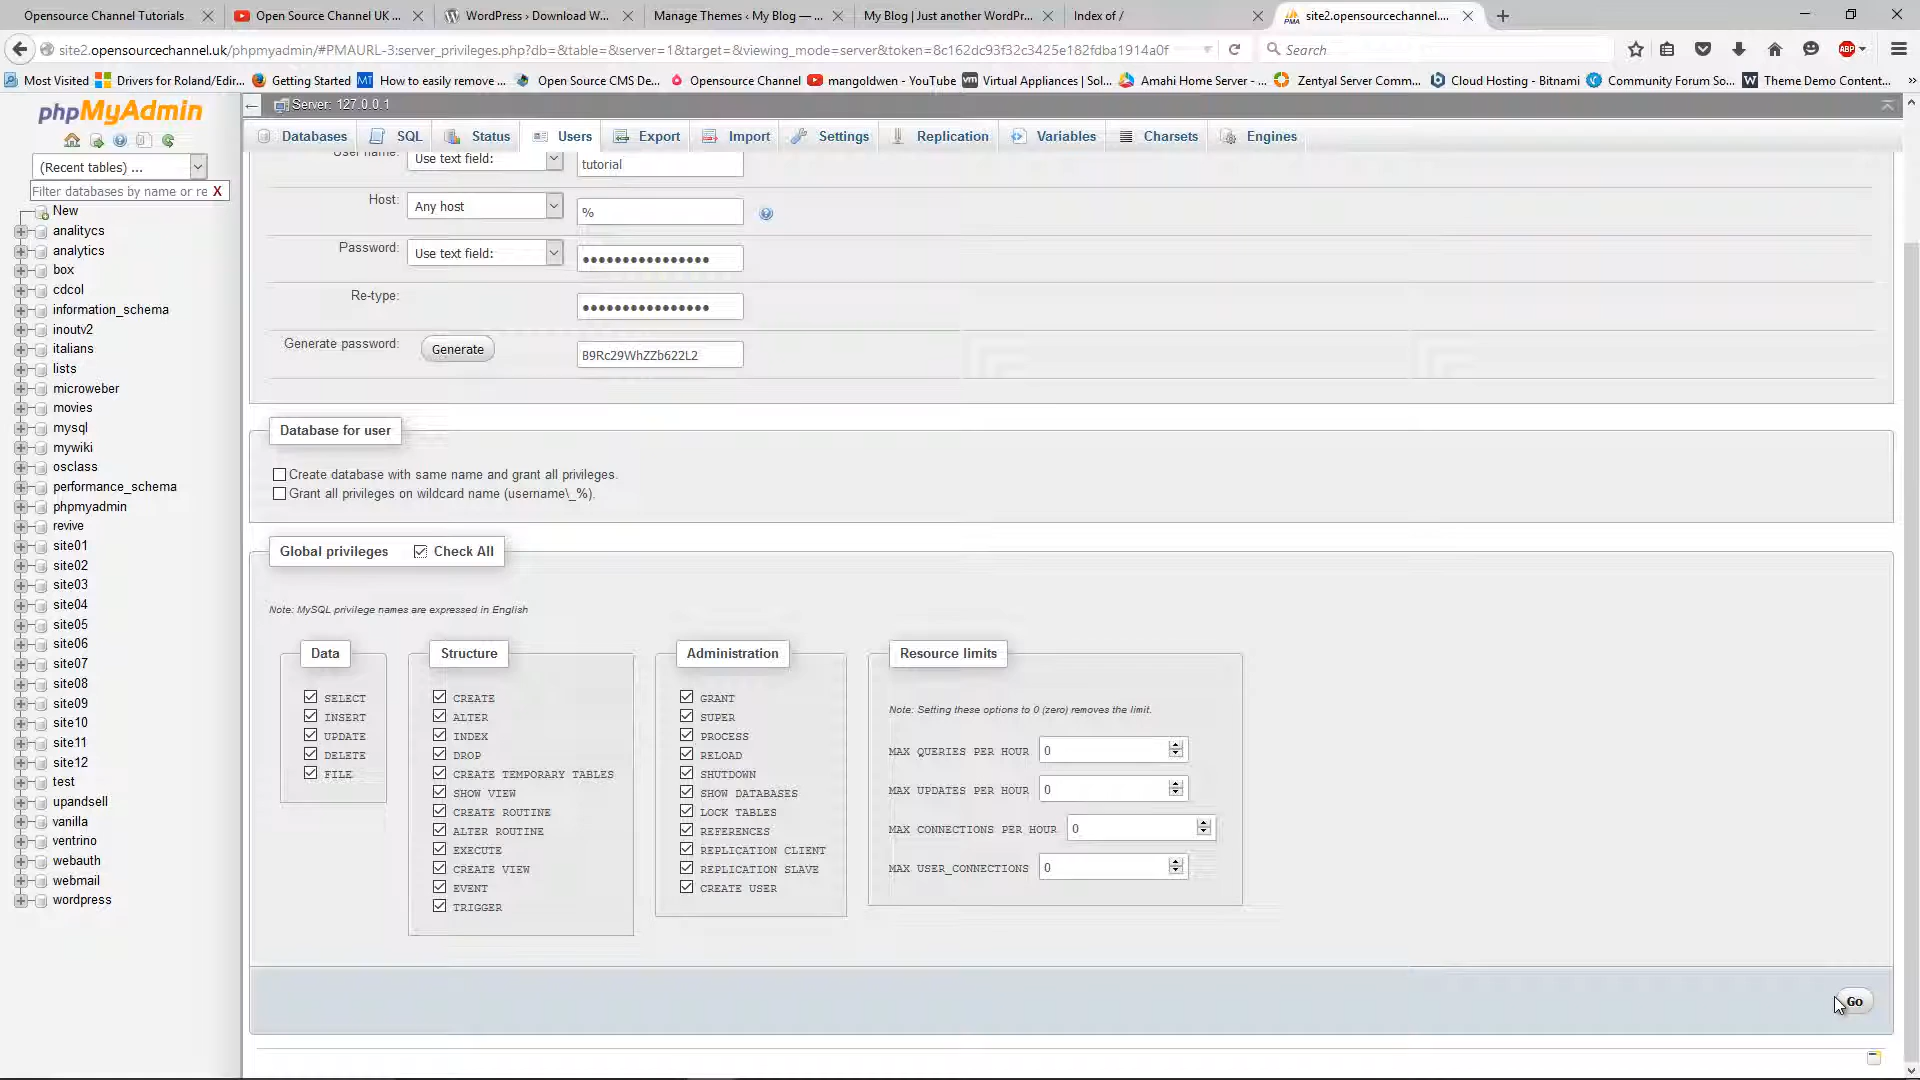 Opensource Channel Tutorials
Open Source Channel UK ...
WordPress › Download W...
Manage Themes ‹ My Blog — ...
My Blog | Just another WordPr...
Index of /
site2.opensourcechannel....
site2.opensourcechannel.uk/phpmyadmin/#PMAURL-3:server_privileges.php?db=&table=&server=1&target=&viewing_mode=server&token=8c162dc93f32c3425e182fdba1914a0f
Search
ABP
Most Visited
Drivers for Roland/Edir...
Getting Started
MT How to easily remove ...
Open Source CMS De...
Opensource Channel
mangoldwen - YouTube
vm Virtual Appliances | Sol...
Amahi Home Server - ...
Zentyal Server Comm...
Cloud Hosting - Bitnami
Community Forum So...
W Theme Demo Content...
phpMyAdmin
(Recent tables) ...
Filter databases by name or re X
New
analitycs
analytics
box
cdcol
information_schema
inoutv2
italians
lists
microweber
movies
mysql
mywiki
osclass
performance_schema
phpmyadmin
revive
site01
site02
site03
site04
site05
site06
site07
site08
site09
site10
site11
site12
test
upandsell
vanilla
ventrino
webauth
webmail
wordpress
Server: 127.0.0.1
Databases
SQL
Status
Users
Export
Import
Settings
Replication
Variables
Charsets
Engines
User name: Use text field: tutorial
Host: Any host %
Password: Use text field: ●●●●●●●●●●●●●●●●
Re-type: ●●●●●●●●●●●●●●●●
Generate password: Generate B9Rc29WhZZb622L2
Database for user
Create database with same name and grant all privileges.
Grant all privileges on wildcard name (username\_%).
Global privileges Check All
Note: MySQL privilege names are expressed in English
Data
SELECT
INSERT
UPDATE
DELETE
FILE
Structure
CREATE
ALTER
INDEX
DROP
CREATE TEMPORARY TABLES
SHOW VIEW
CREATE ROUTINE
ALTER ROUTINE
EXECUTE
CREATE VIEW
EVENT
TRIGGER
Administration
GRANT
SUPER
PROCESS
RELOAD
SHUTDOWN
SHOW DATABASES
LOCK TABLES
REFERENCES
REPLICATION CLIENT
REPLICATION SLAVE
CREATE USER
Resource limits
Note: Setting these options to 0 (zero) removes the limit.
MAX QUERIES PER HOUR 0
MAX UPDATES PER HOUR 0
MAX CONNECTIONS PER HOUR 0
MAX USER_CONNECTIONS 0
Go